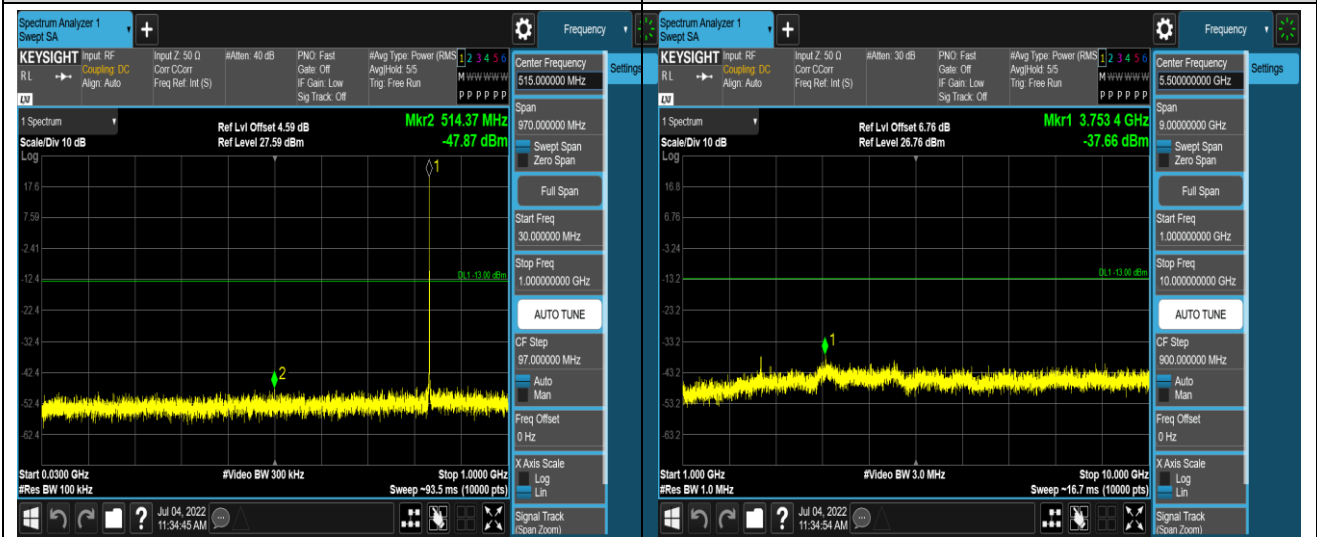 Spectrum Analyzer 1
Swept SA
+
Frequency
KEYSIGHT
RL
LXI
Input: RF
Coupling: DC
Align: Auto
Input Z: 50 Ω
Corr CCorr
Freq Ref: Int (S)
#Atten: 40 dB
PNO: Fast
Gate: Off
IF Gain: Low
Sig Track: Off
#Avg Type: Power (RMS
Avg|Hold: 5/5
Trig: Free Run
1 2 3 4 5 6
M W W W W W
P P P P P P
Center Frequency
515.000000 MHz
Settings
1 Spectrum
Scale/Div 10 dB
Log
Ref Lvl Offset 4.59 dB
Ref Level 27.59 dBm
Mkr2 514.37 MHz
-47.87 dBm
Span
970.000000 MHz
Swept Span
Zero Span
Full Span
Start Freq
30.000000 MHz
Stop Freq
1.000000000 GHz
AUTO TUNE
CF Step
97.000000 MHz
Auto
Man
Freq Offset
0 Hz
X Axis Scale
Log
Lin
Signal Track
(Span Zoom)
17.6
7.59
-2.41
-12.4
-22.4
-32.4
-42.4
-52.4
-62.4
DL1 -13.00 dBm
1
2
Start 0.0300 GHz
#Res BW 100 kHz
#Video BW 300 kHz
Stop 1.0000 GHz
Sweep ~93.5 ms (10000 pts)
?
Jul 04, 2022
11:34:45 AM
Spectrum Analyzer 1
Swept SA
+
Frequency
KEYSIGHT
RL
LXI
Input: RF
Coupling: DC
Align: Auto
Input Z: 50 Ω
Corr CCorr
Freq Ref: Int (S)
#Atten: 30 dB
PNO: Fast
Gate: Off
IF Gain: Low
Sig Track: Off
#Avg Type: Power (RMS
Avg|Hold: 5/5
Trig: Free Run
1 2 3 4 5 6
M W W W W W
P P P P P P
Center Frequency
5.500000000 GHz
Settings
1 Spectrum
Scale/Div 10 dB
Log
Ref Lvl Offset 6.76 dB
Ref Level 26.76 dBm
Mkr1 3.753 4 GHz
-37.66 dBm
Span
9.00000000 GHz
Swept Span
Zero Span
Full Span
Start Freq
1.000000000 GHz
Stop Freq
10.000000000 GHz
AUTO TUNE
CF Step
900.000000 MHz
Auto
Man
Freq Offset
0 Hz
X Axis Scale
Log
Lin
Signal Track
(Span Zoom)
16.8
6.76
-3.24
-13.2
-23.2
-33.2
-43.2
-53.2
-63.2
DL1 -13.00 dBm
1
Start 1.000 GHz
#Res BW 1.0 MHz
#Video BW 3.0 MHz
Stop 10.000 GHz
Sweep ~16.7 ms (10000 pts)
?
Jul 04, 2022
11:34:54 AM